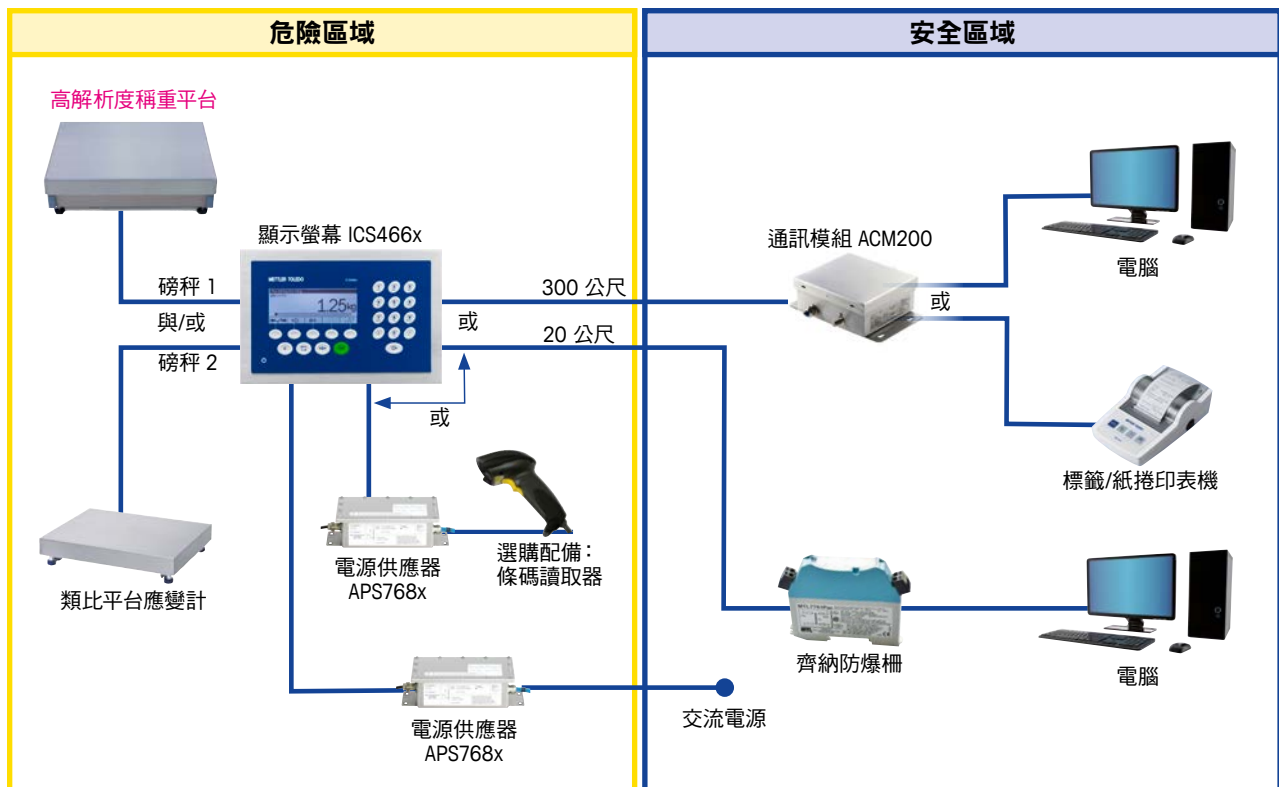 危險區域
安全區域
高解析度稱重平台
顯示螢幕 ICS466x
通訊模組 ACM200
電腦
磅秤 1
與/或
磅秤 2
METTLER TOLEDO
1.25kg
或
300 公尺
20 公尺
或
或
標籤/紙捲印表機
選購配備：
條碼讀取器
電源供應器
APS768x
類比平台應變計
齊納防爆柵
電腦
電源供應器
APS768x
交流電源